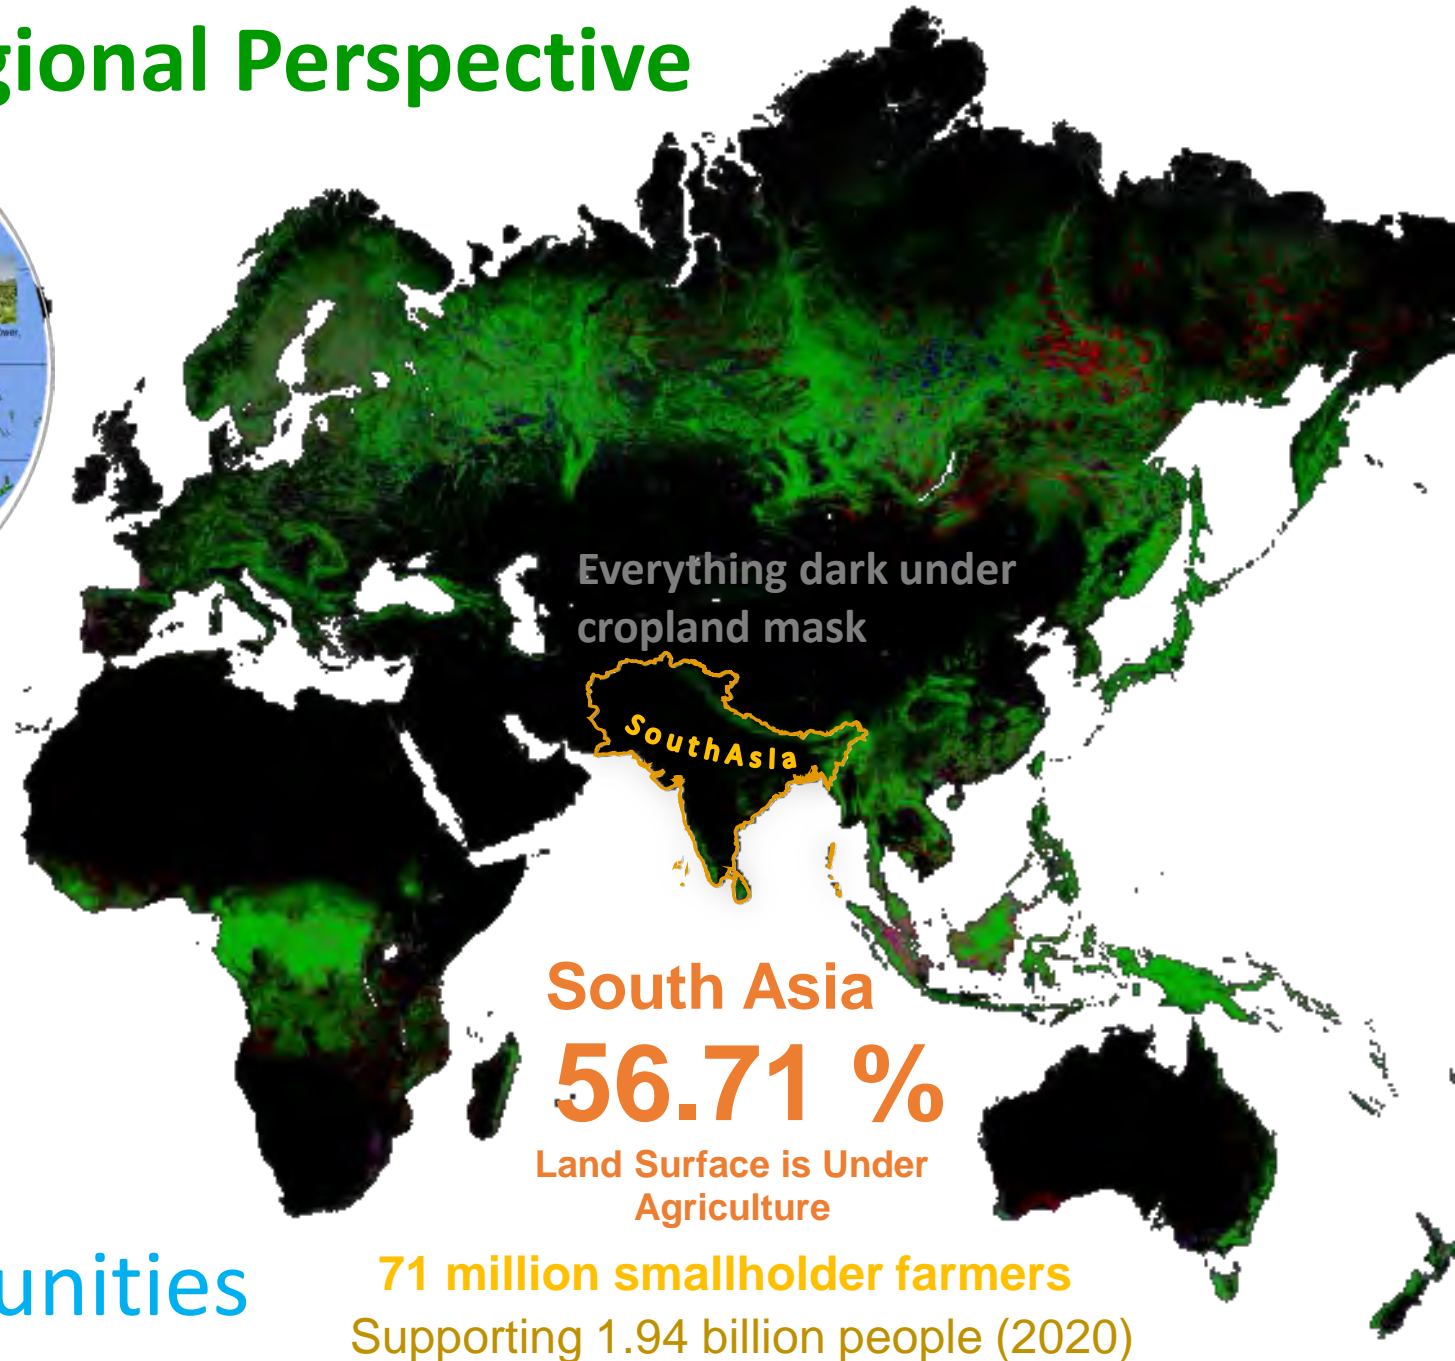 gional Perspective
Everything dark under
cropland mask
SouthAsia
South Asia
56.71 %
Land Surface is Under
Agriculture
71 million smallholder farmers
unities
Supporting 1.94 billion people (2020)